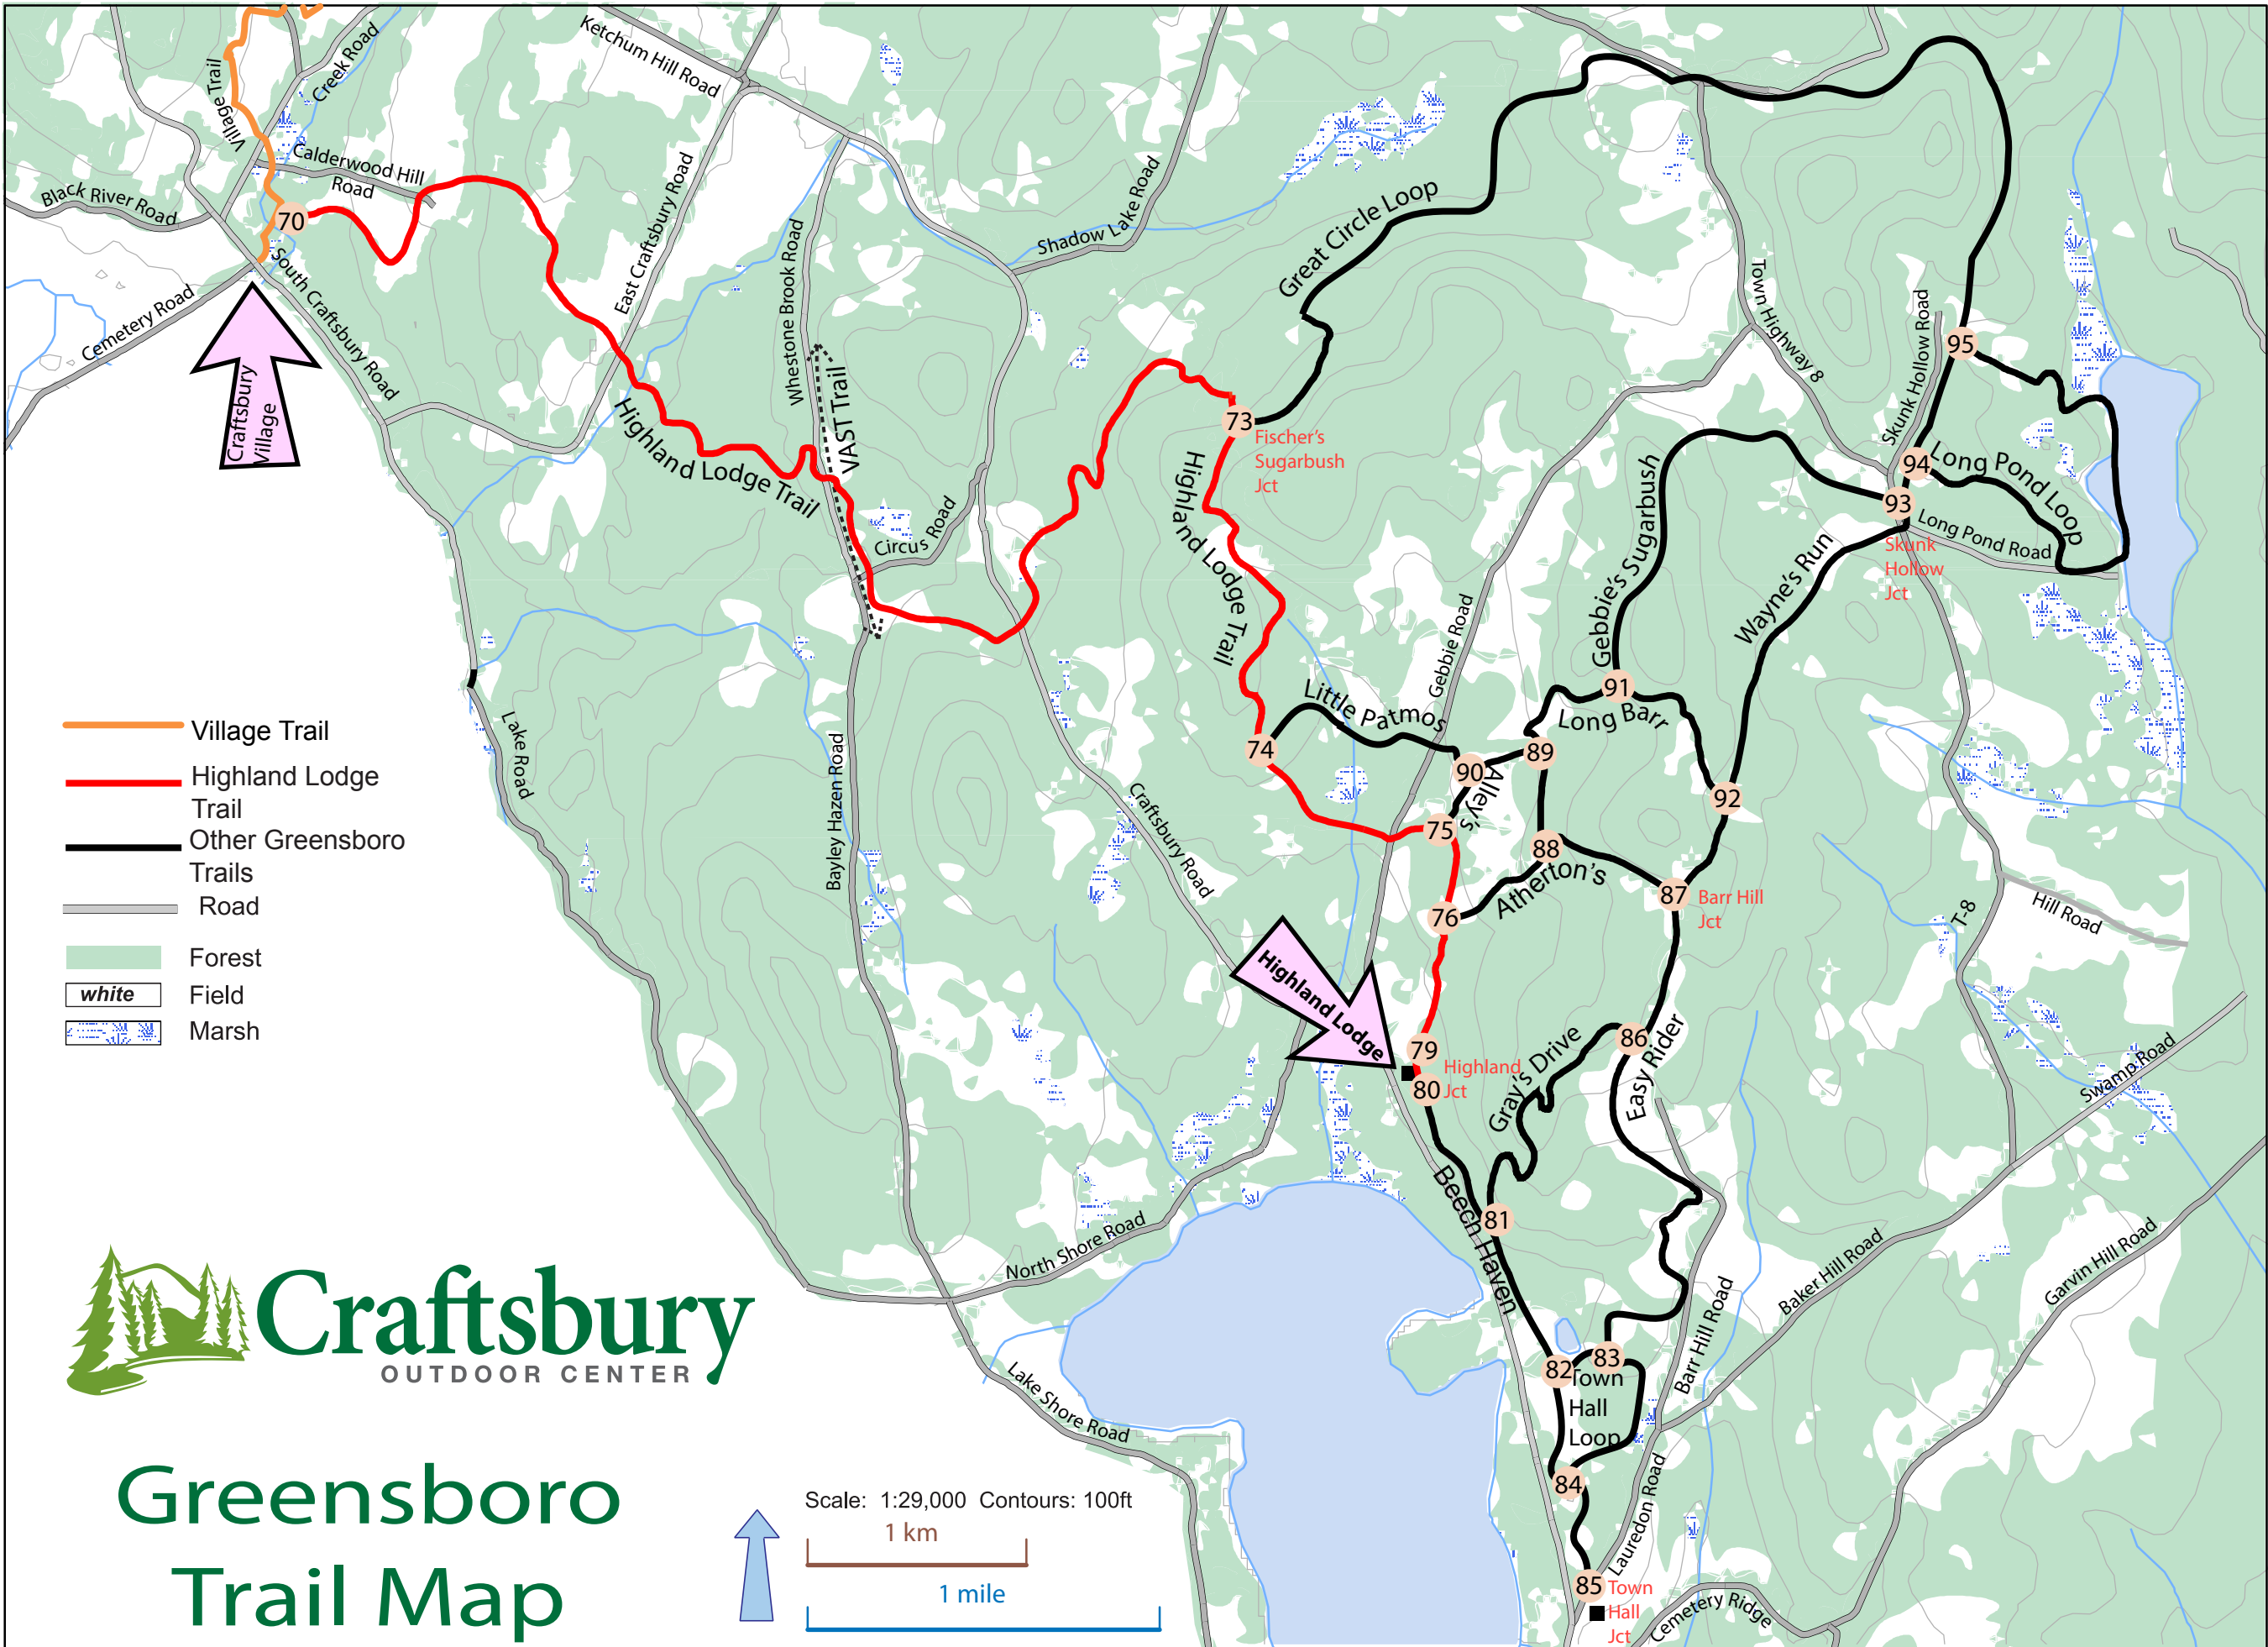 Ketchum Hill Road
Creek Road
Village Trail
Calderwood Hill
Road
Black River Road
70
South Craftsbury Road
Cemetery Road
East Craftsbury Road
Whestone Brook Road
Shadow Lake Road
Great Circle Loop
Town Highway 8
Skunk Hollow Road
95
Craftsbury
Village
VAST Trail
Highland Lodge Trail
73
Fischer's
Sugarbush
Jct
Highland Lodge Trail
Circus Road
94
Long Pond Loop
93
Long Pond Road
Skunk
Hollow
Jct
Gebbie's Sugarbush
Wayne's Run
Gebbie Road
91
Long Barr
Little Patmos
74
90
89
Alley's
92
75
88
Atherton's
87
Barr Hill
Jct
76
Village Trail
Highland Lodge
Trail
Other Greensboro
Trails
Road
Forest
white
Field
Marsh
Lake Road
Bayley Hazen Road
Craftsbury Road
Hill Road
T-8
Highland Lodge
79
Highland
Jct
80
Gray's Drive
86
Easy Rider
Swamp Road
Beech Haven
81
North Shore Road
Baker Hill Road
Garvin Hill Road
Barr Hill Road
82
83
Town
Hall
Loop
84
Lake Shore Road
Lauredon Road
85
Town
Hall
Jct
Cemetery Ridge
Craftsbury
OUTDOOR CENTER
Greensboro
Trail Map
Scale: 1:29,000 Contours: 100ft
1 km
1 mile